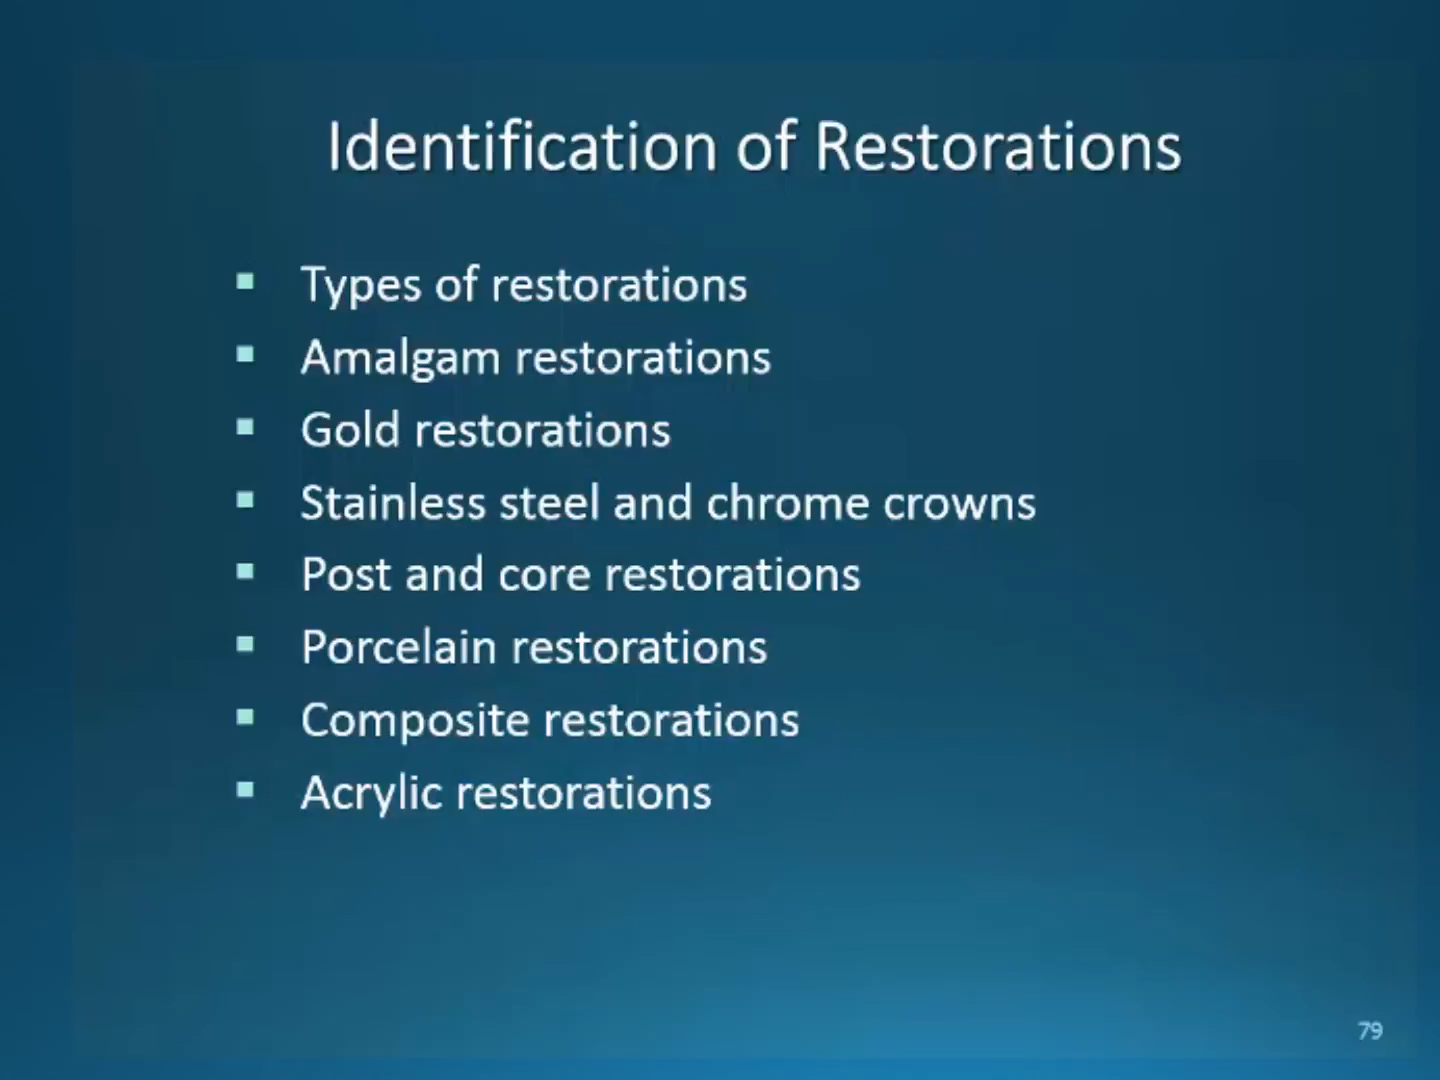 Identification of Restorations
Types of restorations
Amalgam restorations
Gold restorations
Stainless steel and chrome crowns
Post and core restorations
Porcelain restorations
Composite restorations
Acrylic restorations
79